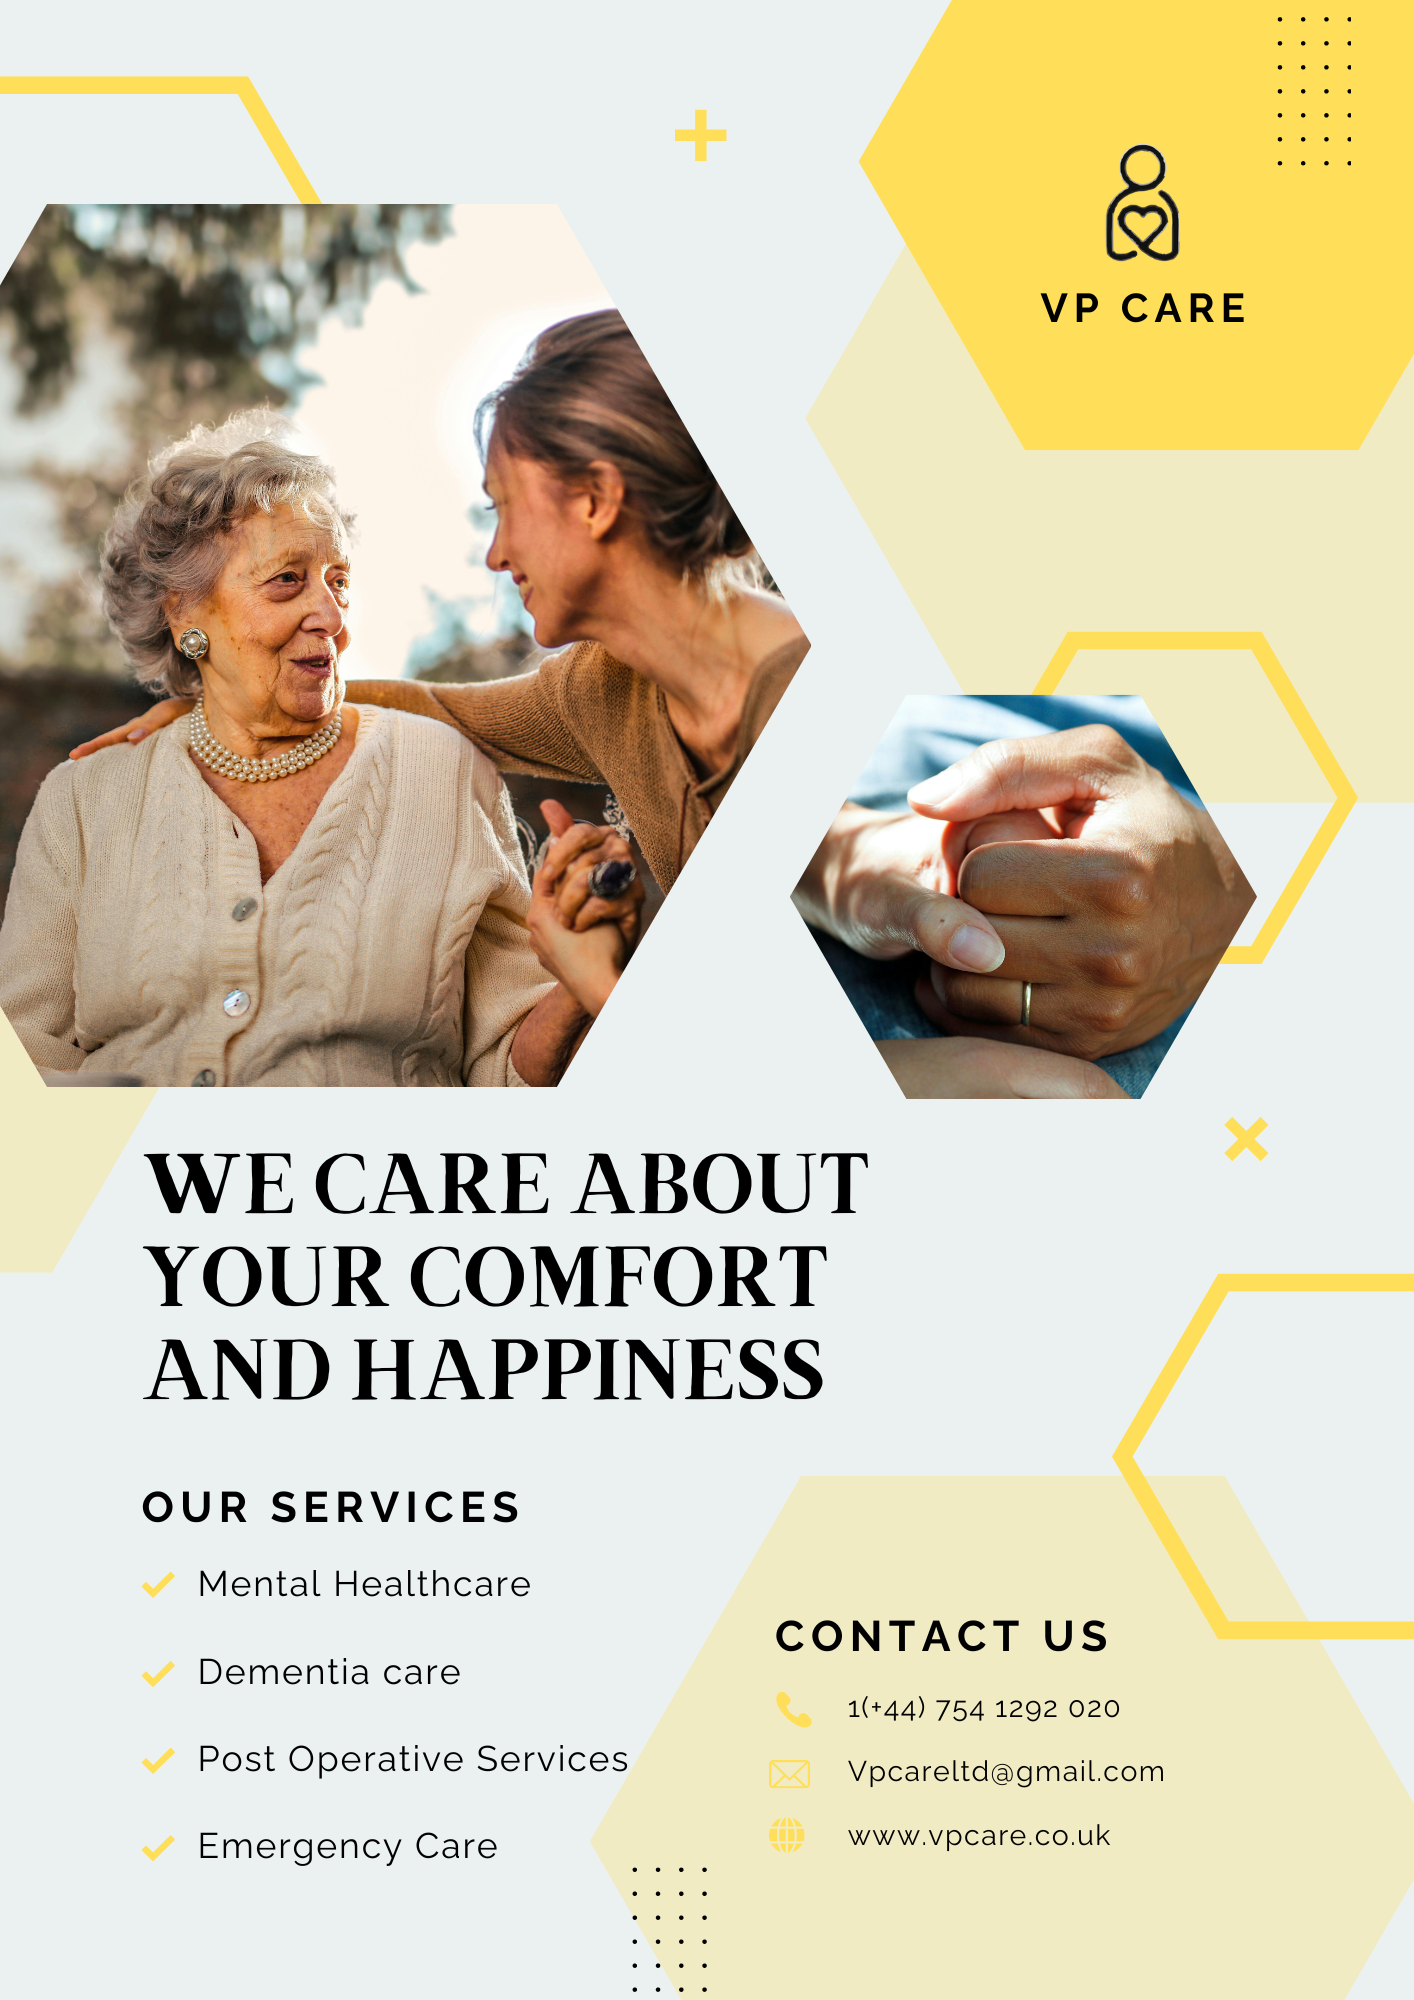 VP CARE
WE CARE ABOUT
YOUR COMFORT
AND HAPPINESS
OUR SERVICES
Mental Healthcare
Dementia care
Post Operative Services
Emergency Care
CONTACT US
1(+44) 754 1292 020
Vpcareltd@gmail.com
www.vpcare.co.uk